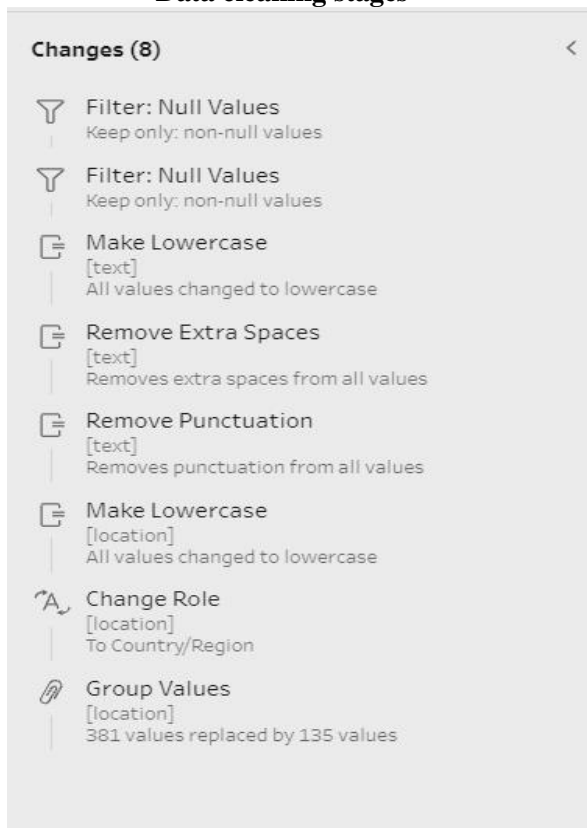 Data cleaning stages
Changes (8)
Filter: Null Values
Keep only: non-null values
Filter: Null Values
Keep only: non-null values
Make Lowercase
[text]
All values changed to lowercase
Remove Extra Spaces
[text]
Removes extra spaces from all values
Remove Punctuation
[text]
Removes punctuation from all values
Make Lowercase
[location]
All values changed to lowercase
Change Role
[location]
To Country/Region
Group Values
[location]
381 values replaced by 135 values